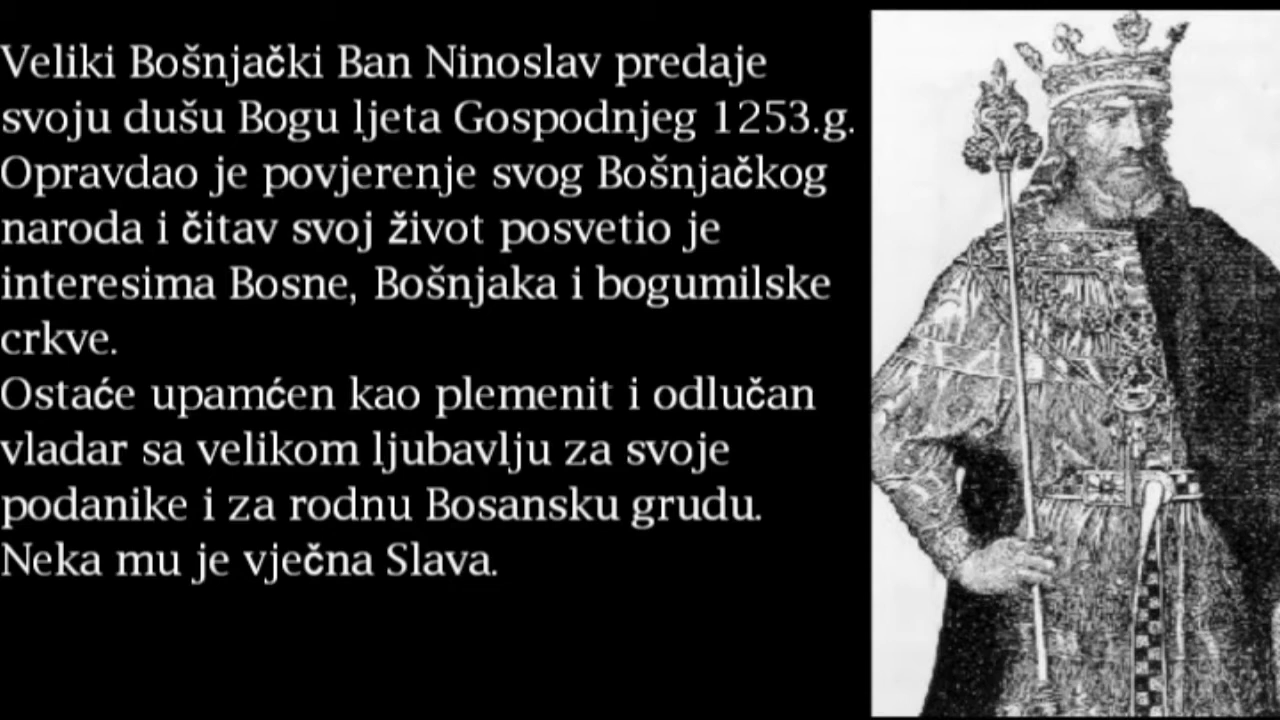 Veliki Bošnjački Ban Ninoslav predaje
svoju dušu Bogu ljeta Gospodnjeg 1253.g.
Opravdao je povjerenje svog Bošnjačkog
naroda i čitav svoj život posvetio je
interesima Bosne, Bošnjaka i bogumilske
crkve.
Ostaće upamćen kao plemenit i odlučan
vladar sa velikom ljubavlju za svoje
podanike i za rodnu Bosansku grudu.
Neka mu je vječna Slava.